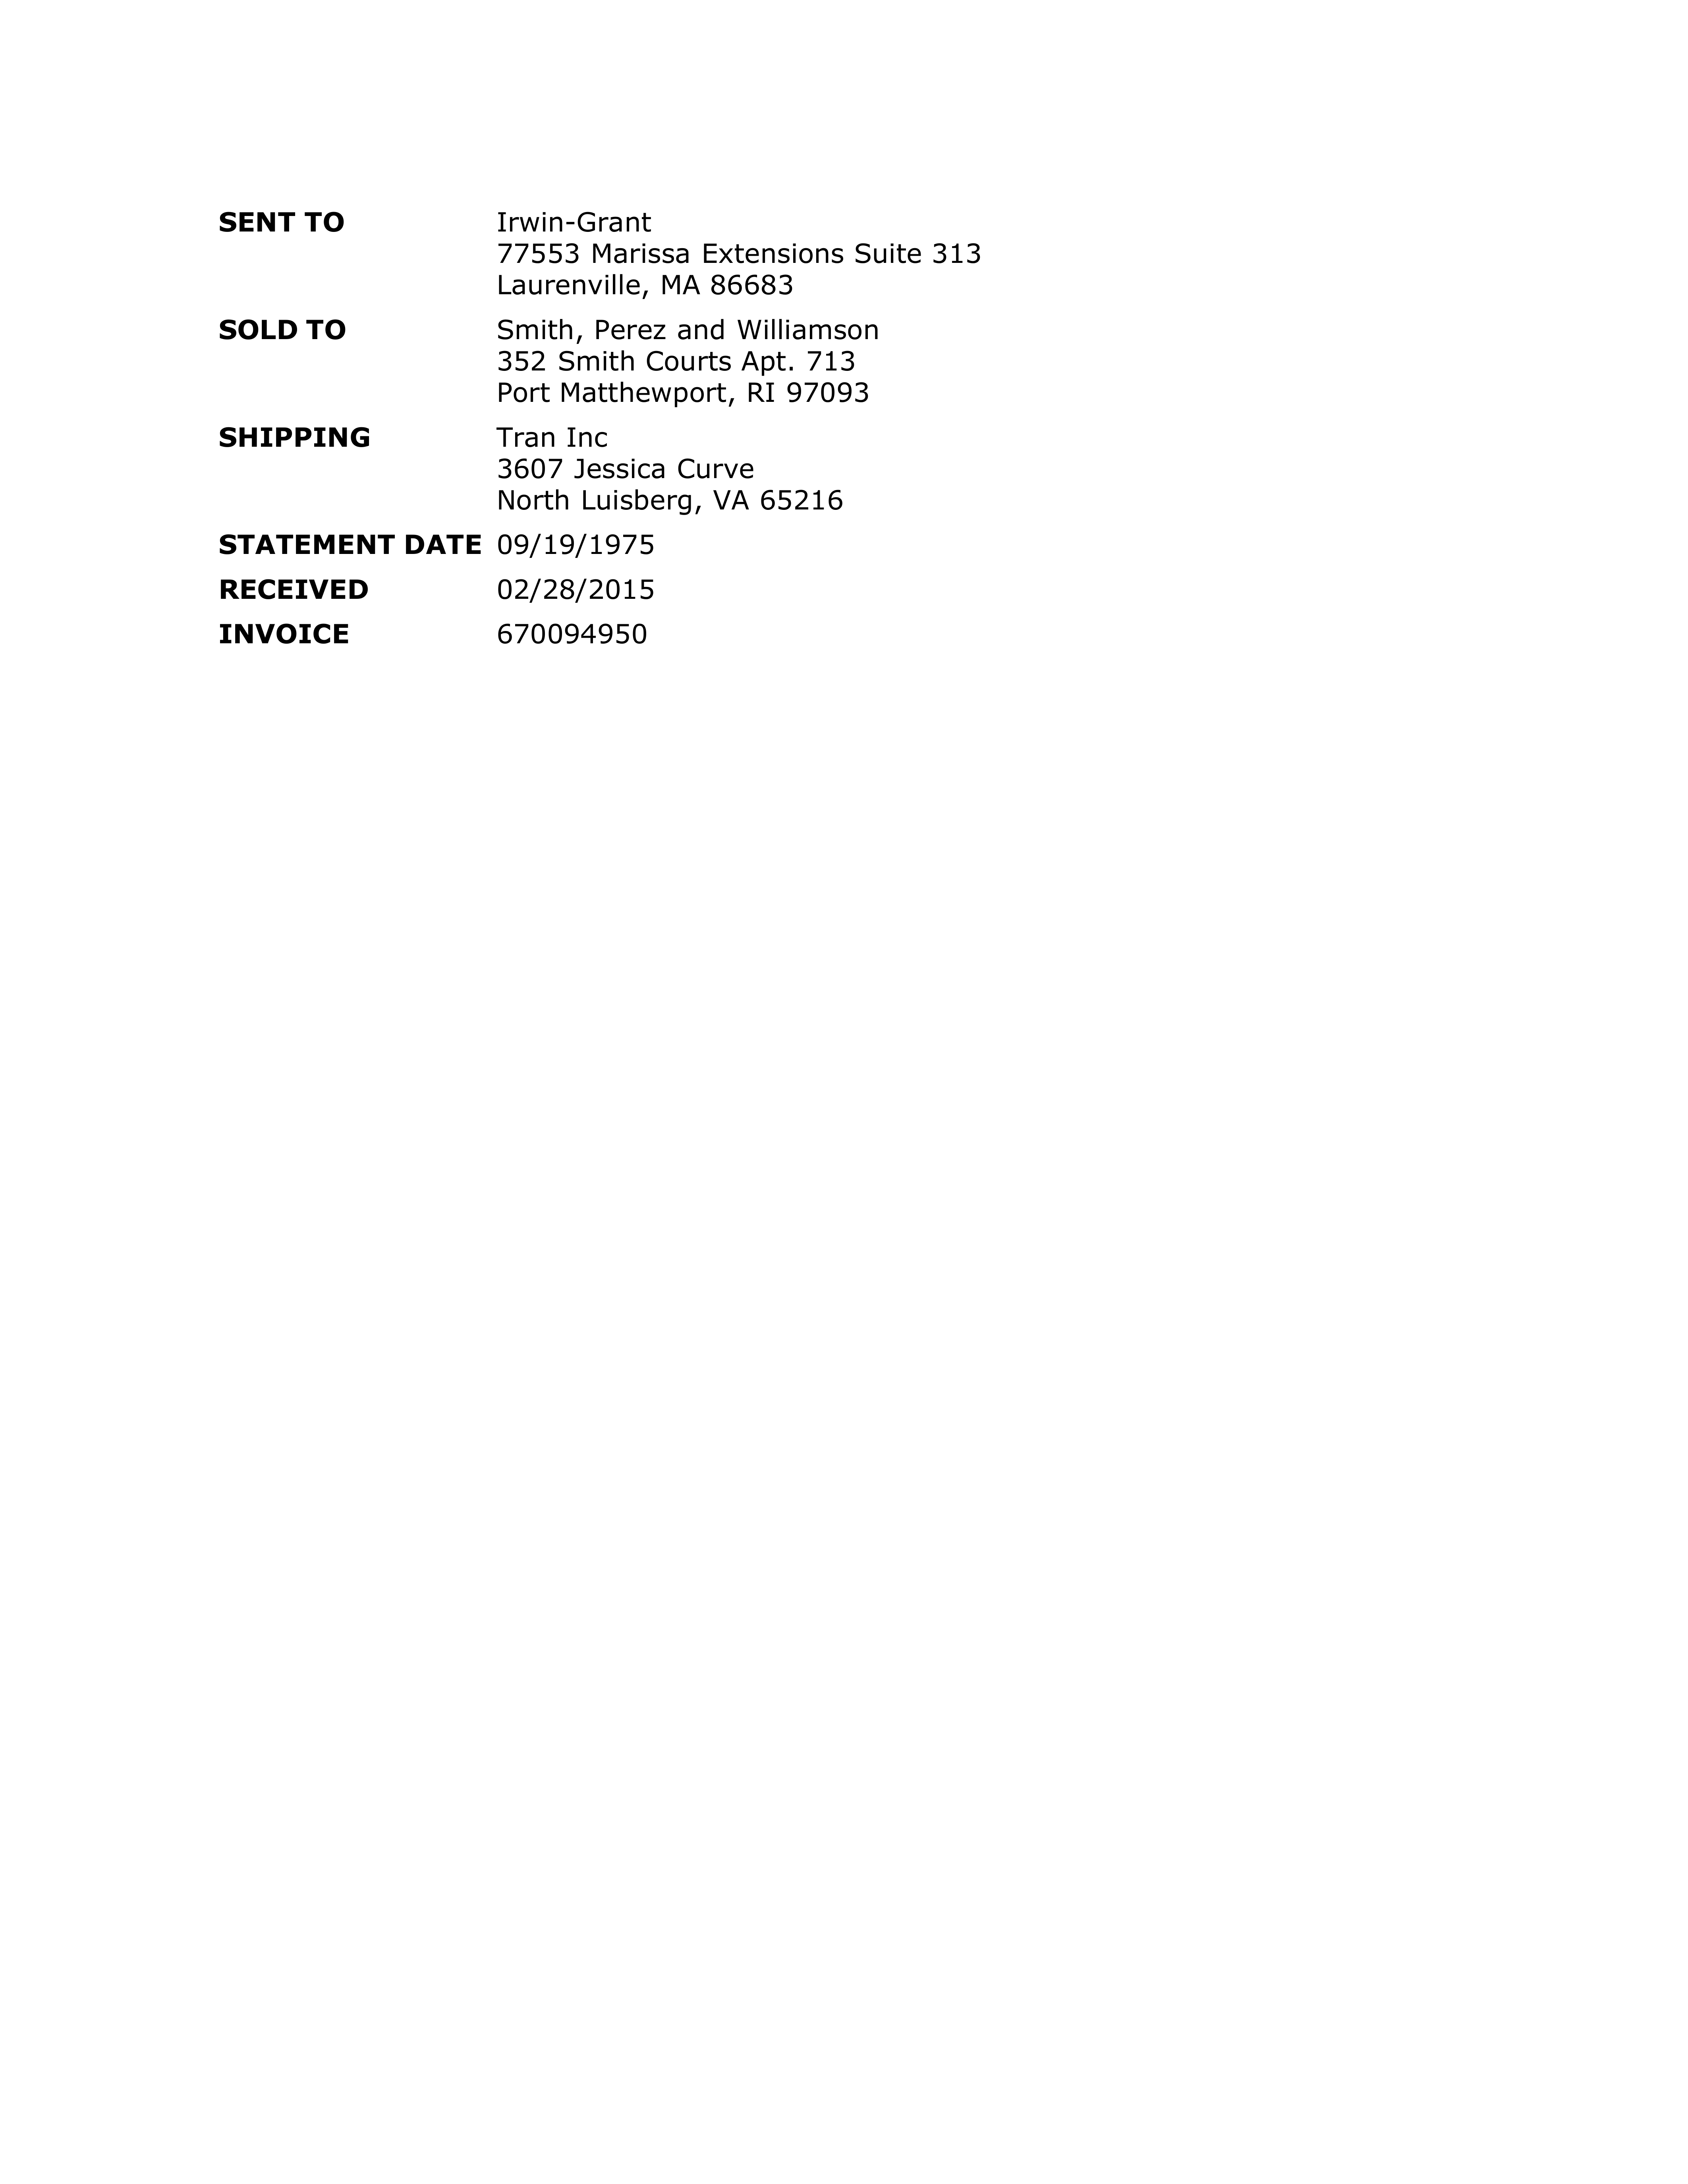 SENT TO Irwin-Grant
77553 Marissa Extensions Suite 313
Laurenville, MA 86683
SOLD TO Smith, Perez and Williamson
352 Smith Courts Apt. 713
Port Matthewport, RI 97093
SHIPPING Tran Inc
3607 Jessica Curve
North Luisberg, VA 65216
STATEMENT DATE 09/19/1975
RECEIVED 02/28/2015
INVOICE 670094950